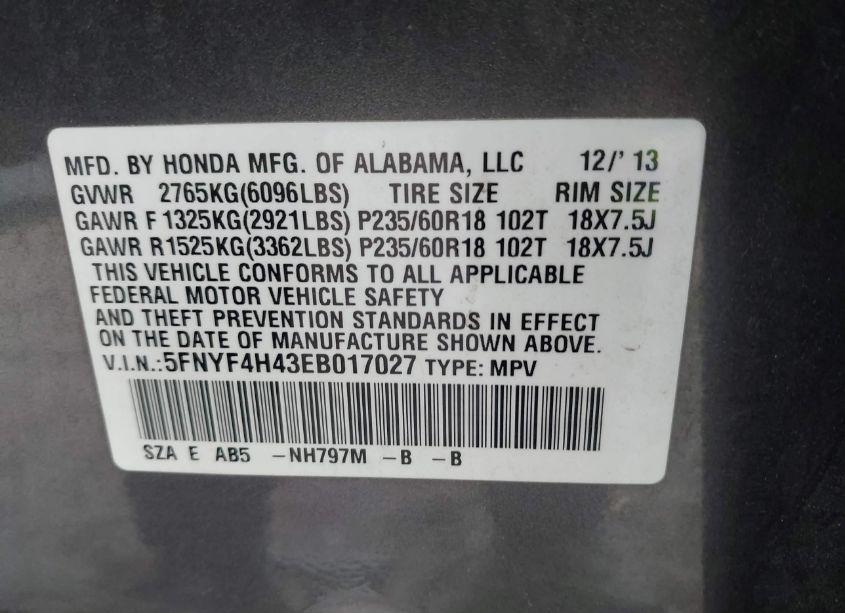 MFD. BY HONDA MFG. OF ALABAMA, LLC 12/' 13
GVWR 2765KG(6096LBS) TIRE SIZE RIM SIZE
GAWR F 1325KG(2921LBS) P235/60R18 102T 18X7.5J
GAWR R1525KG(3362LBS) P235/60R18 102T 18X7.5J
THIS VEHICLE CONFORMS TO ALL APPLICABLE
FEDERAL MOTOR VEHICLE SAFETY
AND THEFT PREVENTION STANDARDS IN EFFECT
ON THE DATE OF MANUFACTURE SHOWN ABOVE.
V.I.N.:5FNYF4H43EB017027 TYPE: MPV
SZA E AB5 -NH797M -B -B